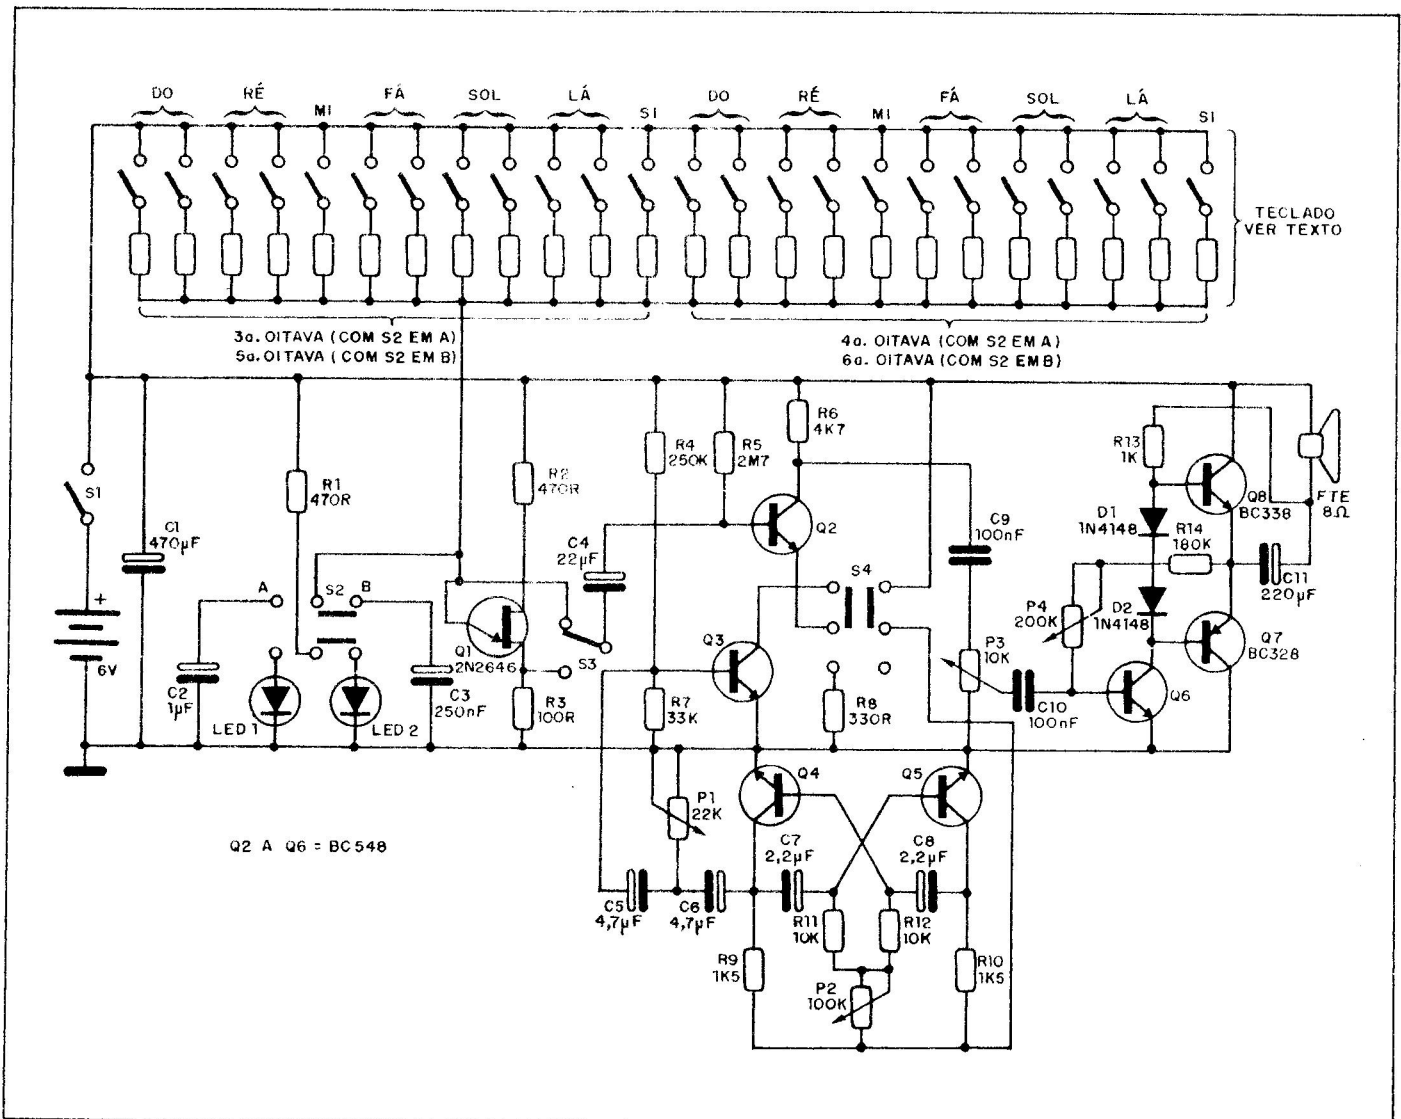 DO RÉ MI FÁ SOL LÁ SI DO RÉ MI FÁ SOL LÁ SI
TECLADO
VER TEXTO
3a. OITAVA (COM S2 EM A)
5a. OITAVA (COM S2 EM B)
4a. OITAVA (COM S2 EM A)
6a. OITAVA (COM S2 EM B)
S1
+
6V
C1
470µF
R1
470R
A
S2
B
C2
1µF
LED 1
LED 2
C3
250nF
Q1
2N2646
R2
470R
R3
100R
C4
22µF
S3
R4
250K
R5
2M7
R6
4K7
Q2
Q3
R7
33K
S4
R8
330R
C9
100nF
P3
10K
C10
100nF
R13
1K
D1
1N4148
R14
180K
P4
200K
D2
1N4148
Q8
BC338
FTE
8Ω
C11
220µF
Q7
BC328
Q6
Q4
Q5
P1
22K
C5
4,7µF
C6
4,7µF
C7
2,2µF
C8
2,2µF
R11
10K
R12
10K
R9
1K5
R10
1K5
P2
100K
Q2 A Q6 = BC548